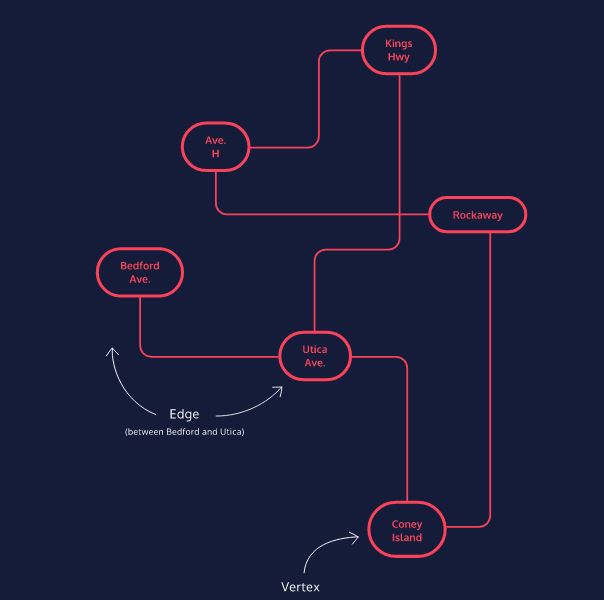 Kings
Hwy
Ave.
H
Rockaway
Bedford
Ave.
Utica
Ave.
Edge
(between Bedford and Utica)
Coney
Island
Vertex